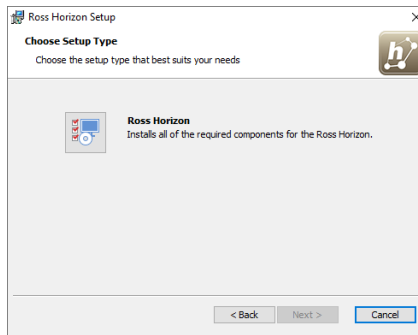 Ross Horizon Setup
Choose Setup Type
Choose the setup type that best suits your needs
h
Ross Horizon
Installs all of the required components for the Ross Horizon.
< Back
Next >
Cancel